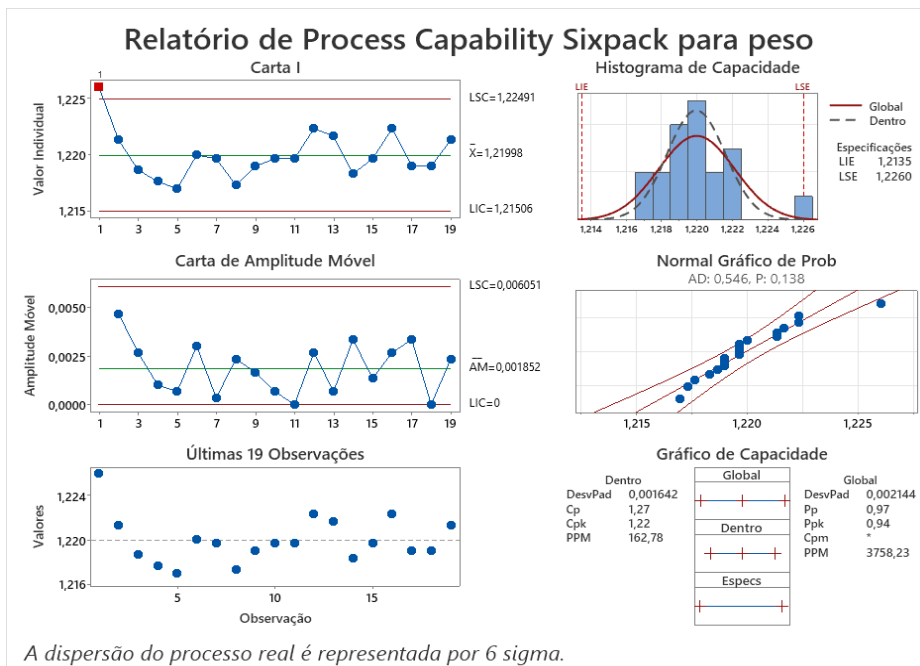 Relatório de Process Capability Sixpack para peso
Carta I
1
1,225
1,220
1,215
Valor Individual
1 3 5 7 9 11 13 15 17 19
LSC=1,22491
X̄=1,21998
LIC=1,21506
Histograma de Capacidade
LIE
LSE
1,214 1,216 1,218 1,220 1,222 1,224 1,226
Global
Dentro
Especificações
LIE 1,2135
LSE 1,2260
Carta de Amplitude Móvel
0,0050
0,0025
0,0000
Amplitude Móvel
1 3 5 7 9 11 13 15 17 19
LSC=0,006051
A̅M̅=0,001852
LIC=0
Normal Gráfico de Prob
AD: 0,546, P: 0,138
1,215 1,220 1,225
Últimas 19 Observações
1,224
1,220
1,216
Valores
5 10 15
Observação
Gráfico de Capacidade
Dentro
DesvPad 0,001642
Cp 1,27
Cpk 1,22
PPM 162,78
Global
Dentro
Especs
Global
DesvPad 0,002144
Pp 0,97
Ppk 0,94
Cpm *
PPM 3758,23
A dispersão do processo real é representada por 6 sigma.